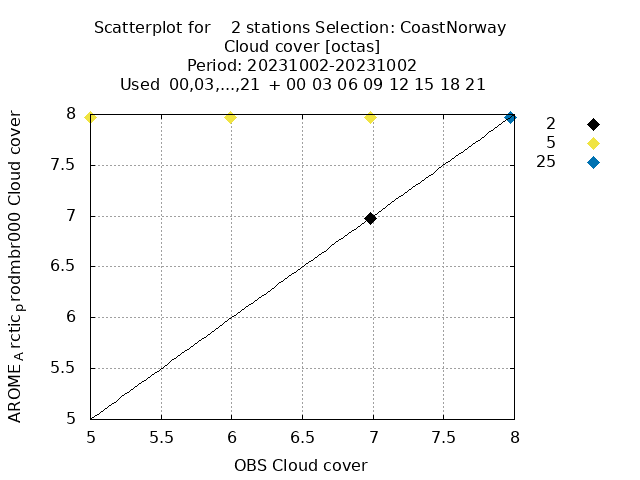 Scatterplot for    2 stations Selection: CoastNorway
Cloud cover [octas]
Period: 20231002-20231002
Used  00,03,...,21  + 00 03 06 09 12 15 18 21
8
7.5
7
6.5
6
5.5
5
AROME_Arctic_prodmbr000 Cloud cover
2
5
25
5 5.5 6 6.5 7 7.5 8
OBS Cloud cover